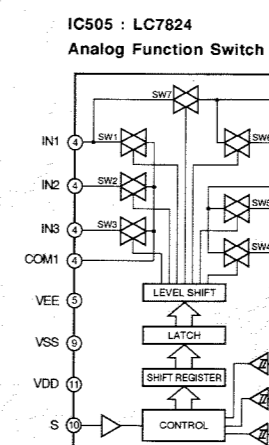 IC505 : LC7824
Analog Function Switch
SW7
IN1 4 SW1 SW6
IN2 4 SW2
SW5
IN3 4 SW3
SW4
COM1 4
VEE 5 LEVEL SHIFT
LATCH
VSS 9
SHIFT REGISTER
VDD 11
S 10 CONTROL